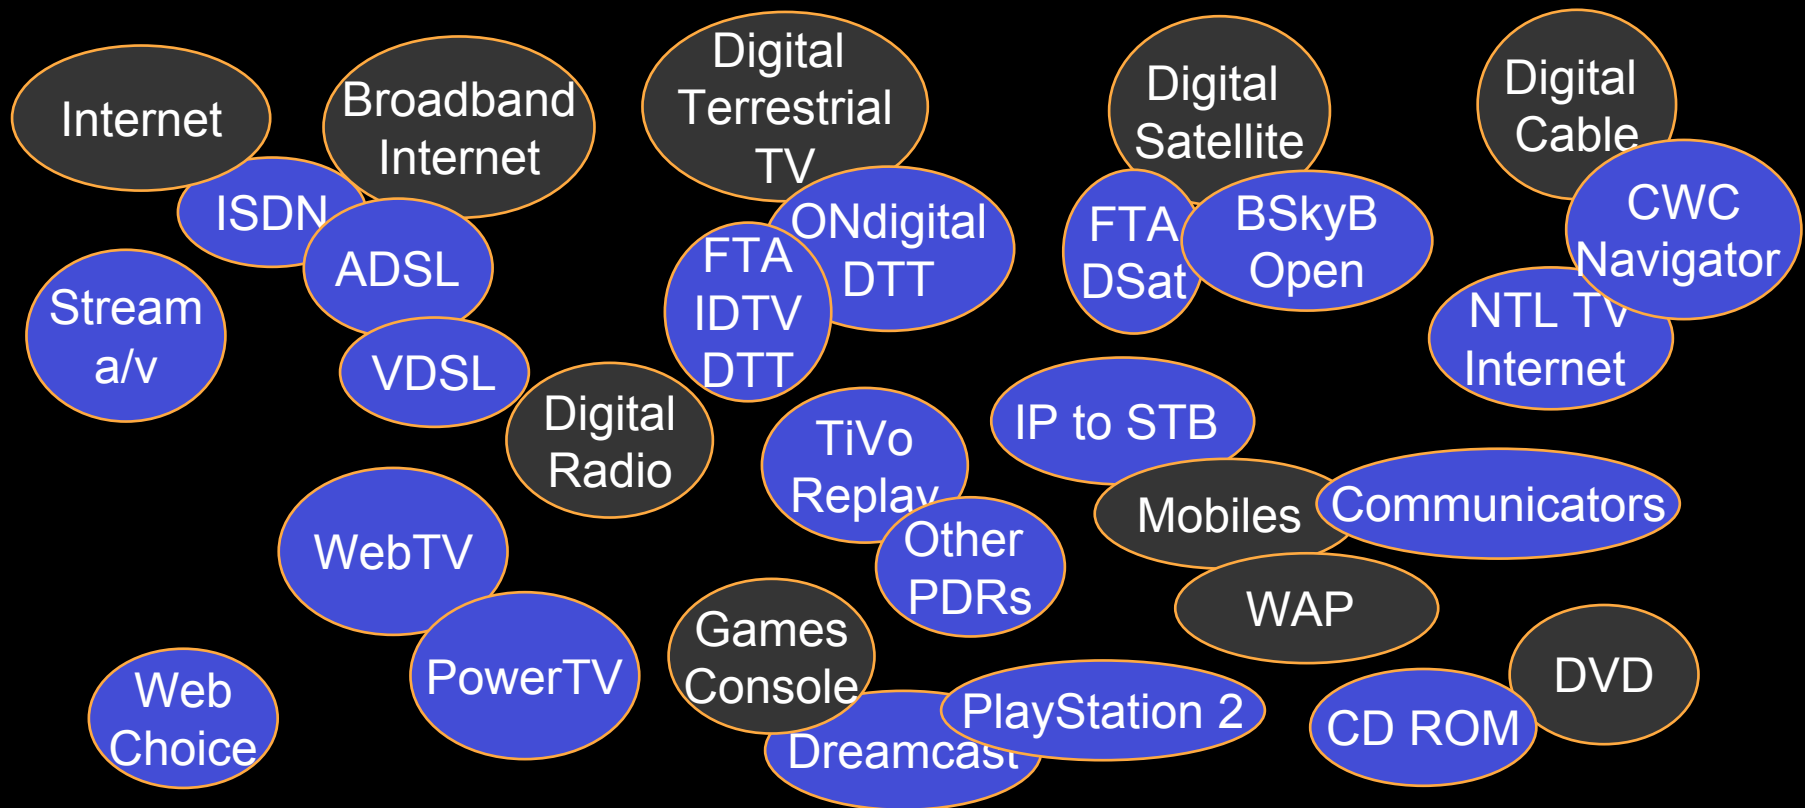 Internet
Broadband
Internet
Digital
Terrestrial
TV
Digital
Satellite
Digital
Cable
ISDN
ADSL
VDSL
Stream
a/v
FTA
IDTV
DTT
ONdigital
DTT
FTA
DSat
BSkyB
Open
CWC
Navigator
NTL TV
Internet
Digital
Radio
TiVo
Replay
Other
PDRs
IP to STB
Mobiles
Communicators
WAP
WebTV
PowerTV
Web
Choice
Games
Console
Dreamcast
PlayStation 2
CD ROM
DVD